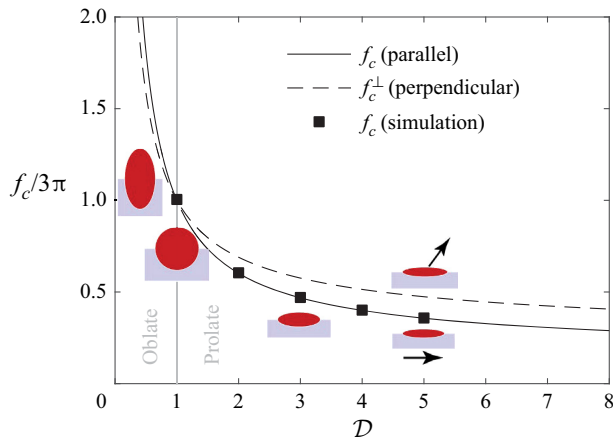 2.0
f_c (parallel)
f_c^⊥ (perpendicular)
f_c (simulation)
1.5
f_c/3π
1.0
0.5
Oblate
Prolate
0 1 2 3 4 5 6 7 8
𝒟